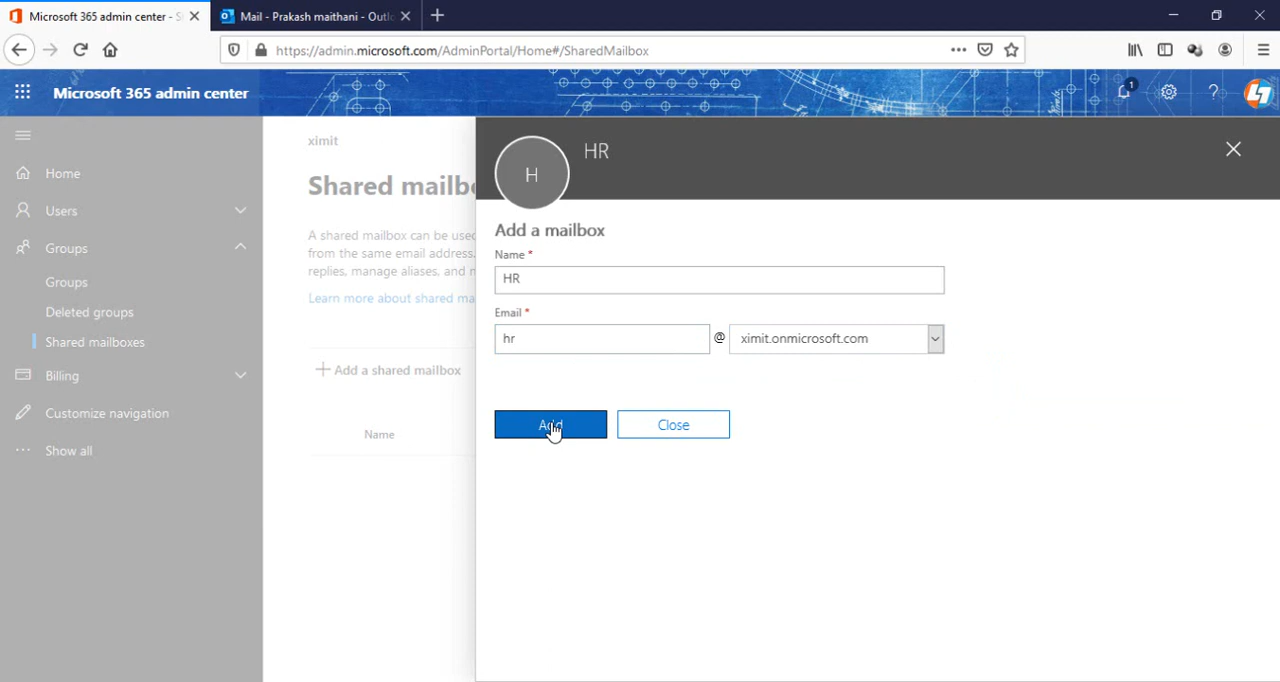 Microsoft 365 admin center - S
Mail - Prakash maithani - Outlo
https://admin.microsoft.com/AdminPortal/Home#/SharedMailbox
Microsoft 365 admin center
1
?
Home
Users
Groups
Groups
Deleted groups
Shared mailboxes
Billing
Customize navigation
Show all
ximit
Shared mailbo
A shared mailbox can be used
from the same email address.
replies, manage aliases, and m
Learn more about shared ma
Add a shared mailbox
Name
H
HR
Add a mailbox
Name *
HR
Email *
hr
@
ximit.onmicrosoft.com
Add
Close